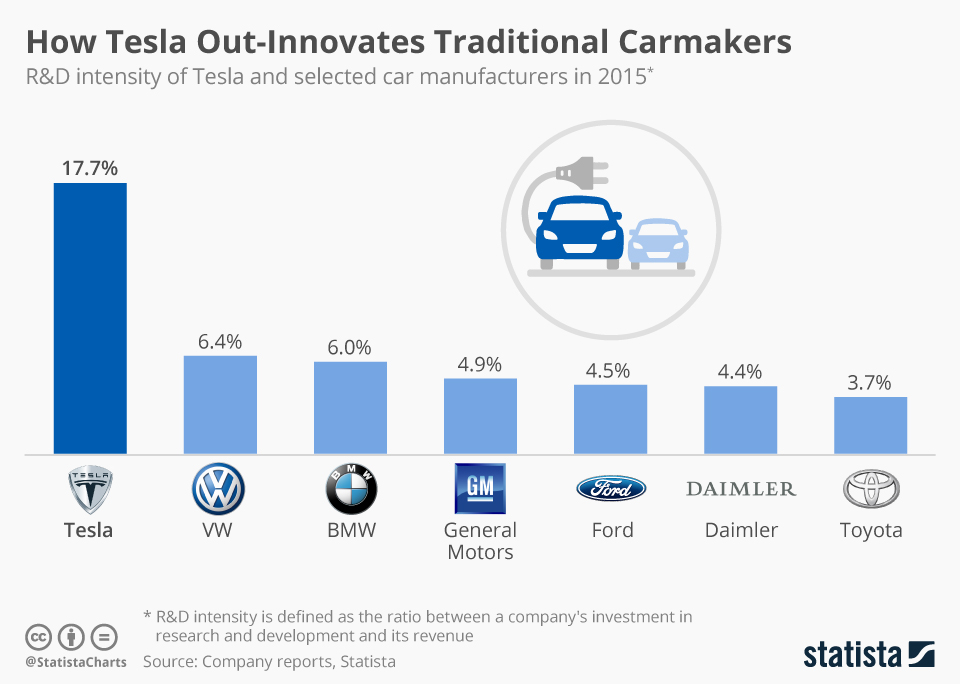 How Tesla Out-Innovates Traditional Carmakers
R&D intensity of Tesla and selected car manufacturers in 2015*
17.7%
6.4%
6.0%
4.9%
4.5%
4.4%
3.7%
TESLA
BMW
GM
Ford
DAIMLER
Tesla
VW
BMW
General
Motors
Ford
Daimler
Toyota
* R&D intensity is defined as the ratio between a company's investment in
research and development and its revenue
cc
@StatistaCharts
Source: Company reports, Statista
statista